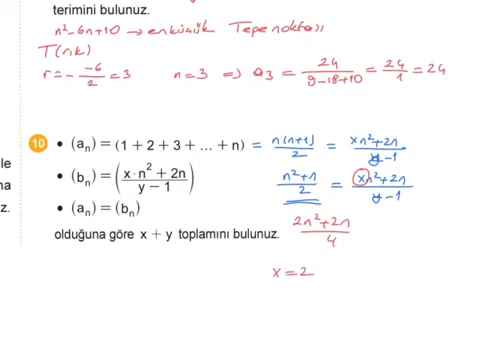 terimini bulunuz.
n²-6n+10 → en küçük Tepe noktası
T(r,k)
r = - -6/2 = 3 n=3 ⇒ a₃ = 24/(9-18+10) = 24/1 = 24
10 • (aₙ) = (1 + 2 + 3 + ... + n) = n(n+1)/2 = (xn²+2n)/(y-1)
le • (bₙ) = ((x·n² + 2n)/(y - 1)) (n²+n)/2 = (xn²+2n)/(y-1)
na
z. • (aₙ) = (bₙ)
olduğuna göre x + y toplamını bulunuz. (2n²+2n)/4
x=2